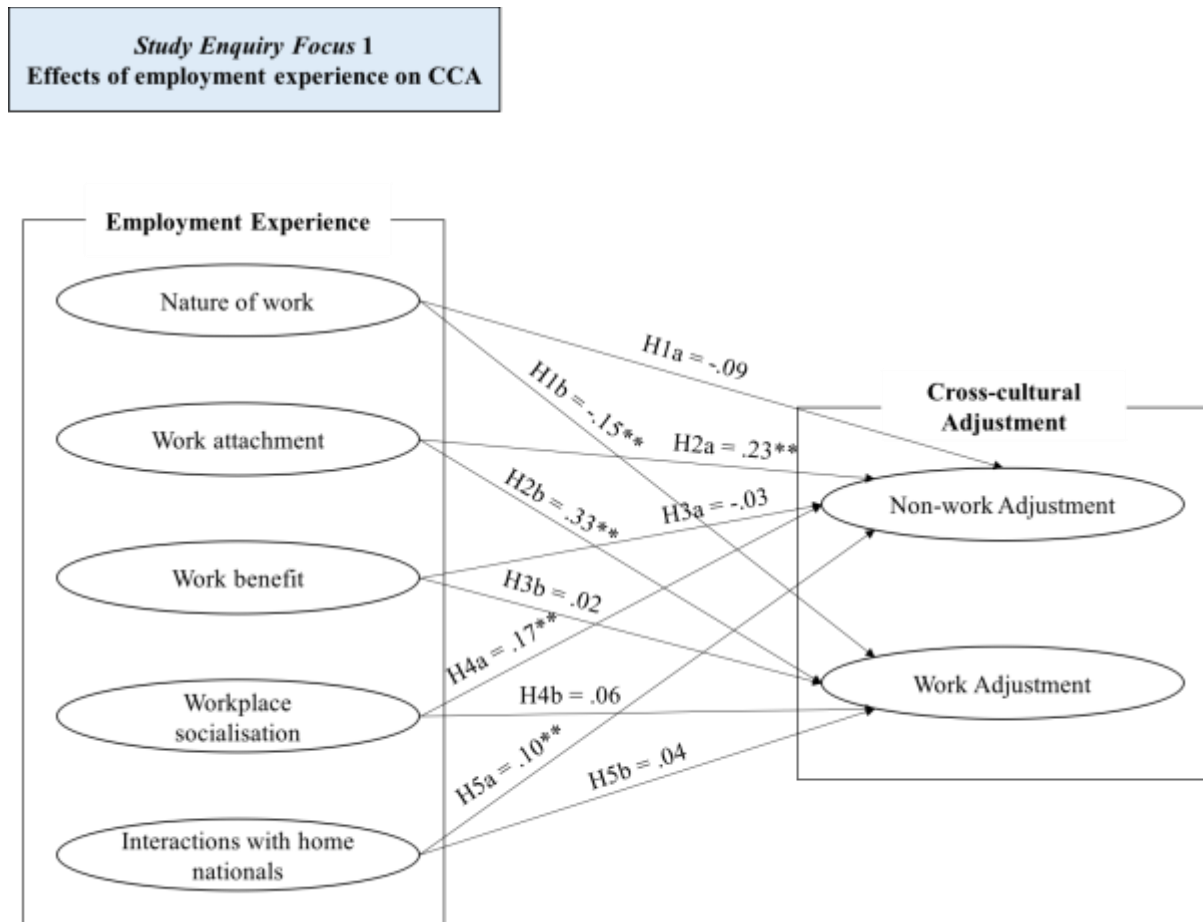 Study Enquiry Focus 1
Effects of employment experience on CCA
Employment Experience
Nature of work
Work attachment
Work benefit
Workplace
socialisation
Interactions with home
nationals
H1a = -.09
H1b = -.15**
H2a = .23**
H2b = .33**
H3a = -.03
H3b = .02
H4a = .17**
H4b = .06
H5a = .10**
H5b = .04
Cross-cultural
Adjustment
Non-work Adjustment
Work Adjustment